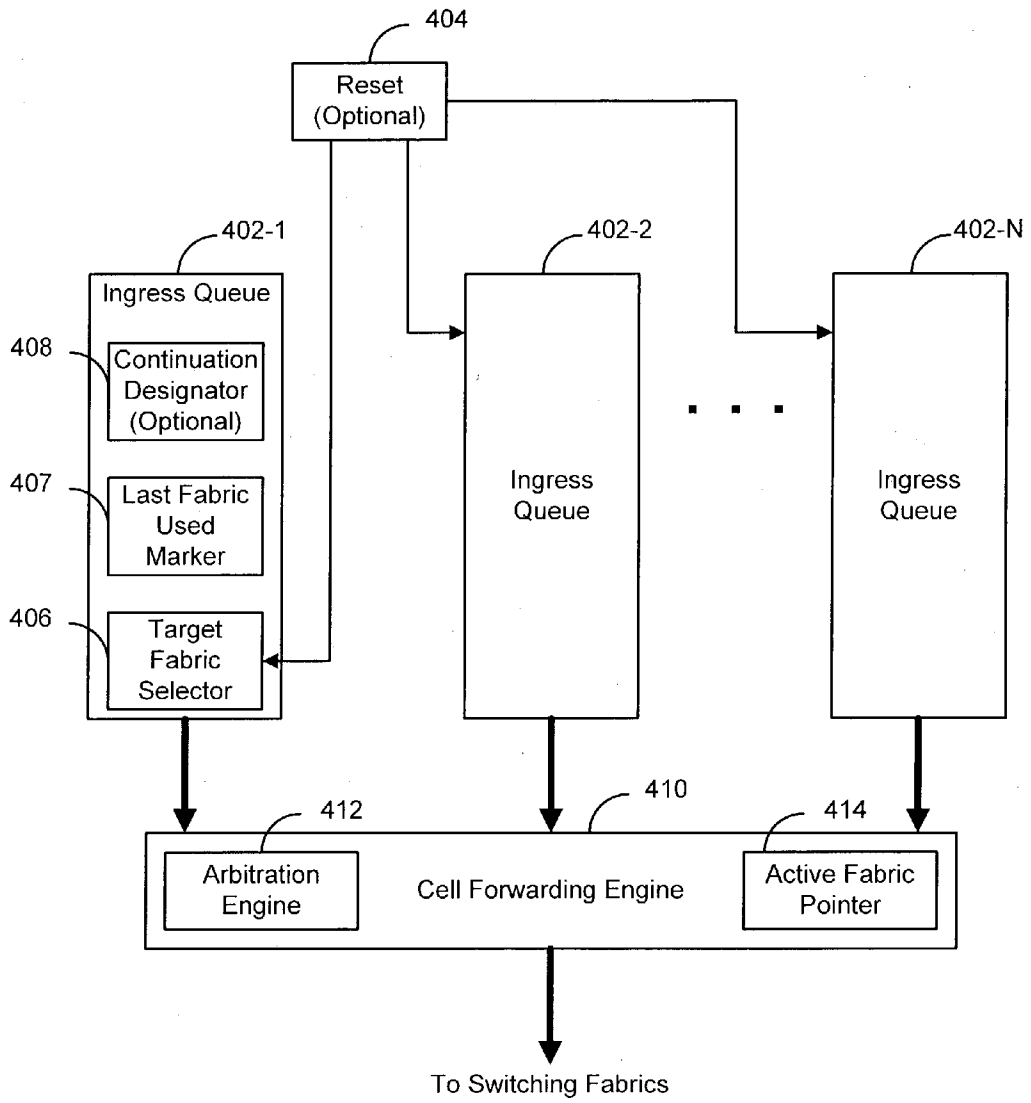 404
Reset
(Optional)
402-1
402-2
402-N
Ingress Queue
408
Continuation
Designator
(Optional)
407
Last Fabric
Used
Marker
406
Target
Fabric
Selector
Ingress
Queue
. . .
Ingress
Queue
410
412
414
Arbitration
Engine
Cell Forwarding Engine
Active Fabric
Pointer
To Switching Fabrics